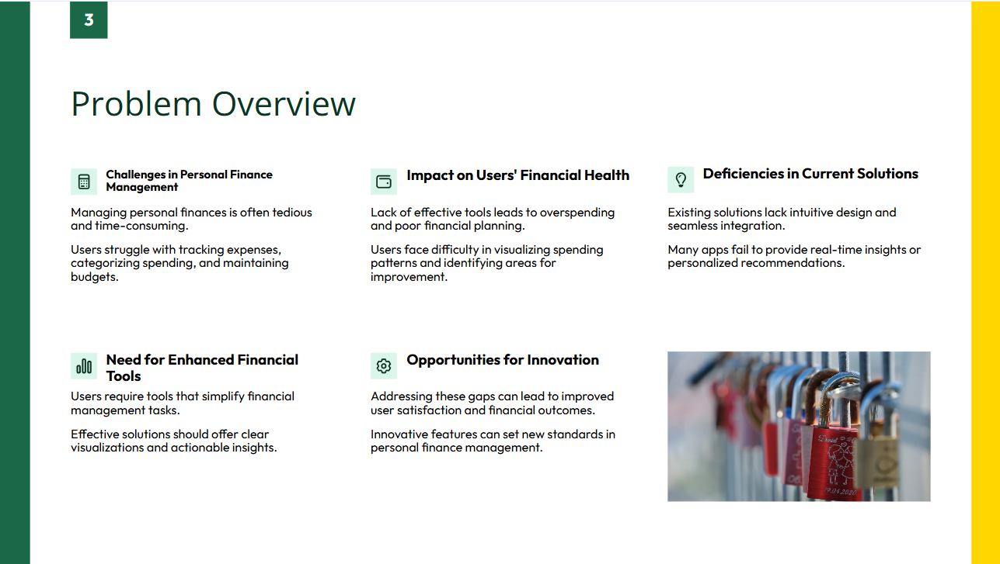 3
Problem Overview
Challenges in Personal Finance
Management
Managing personal finances is often tedious
and time-consuming.
Users struggle with tracking expenses,
categorizing spending, and maintaining
budgets.
Impact on Users' Financial Health
Lack of effective tools leads to overspending
and poor financial planning.
Users face difficulty in visualizing spending
patterns and identifying areas for
improvement.
Deficiencies in Current Solutions
Existing solutions lack intuitive design and
seamless integration.
Many apps fail to provide real-time insights or
personalized recommendations.
Need for Enhanced Financial
Tools
Users require tools that simplify financial
management tasks.
Effective solutions should offer clear
visualizations and actionable insights.
Opportunities for Innovation
Addressing these gaps can lead to improved
user satisfaction and financial outcomes.
Innovative features can set new standards in
personal finance management.
19.04.2020